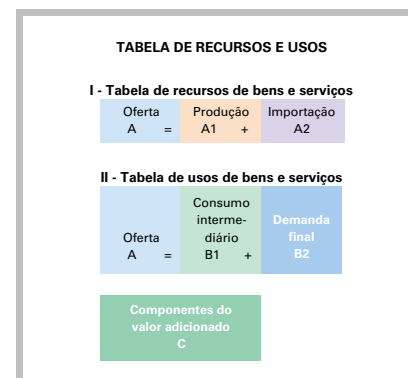 TABELA DE RECURSOS E USOS
I - Tabela de recursos de bens e serviços
Oferta Produção Importação
A = A1 + A2
II - Tabela de usos de bens e serviços
Consumo
interme- Demanda
Oferta diário final
A = B1 + B2
Componentes do
valor adicionado
C